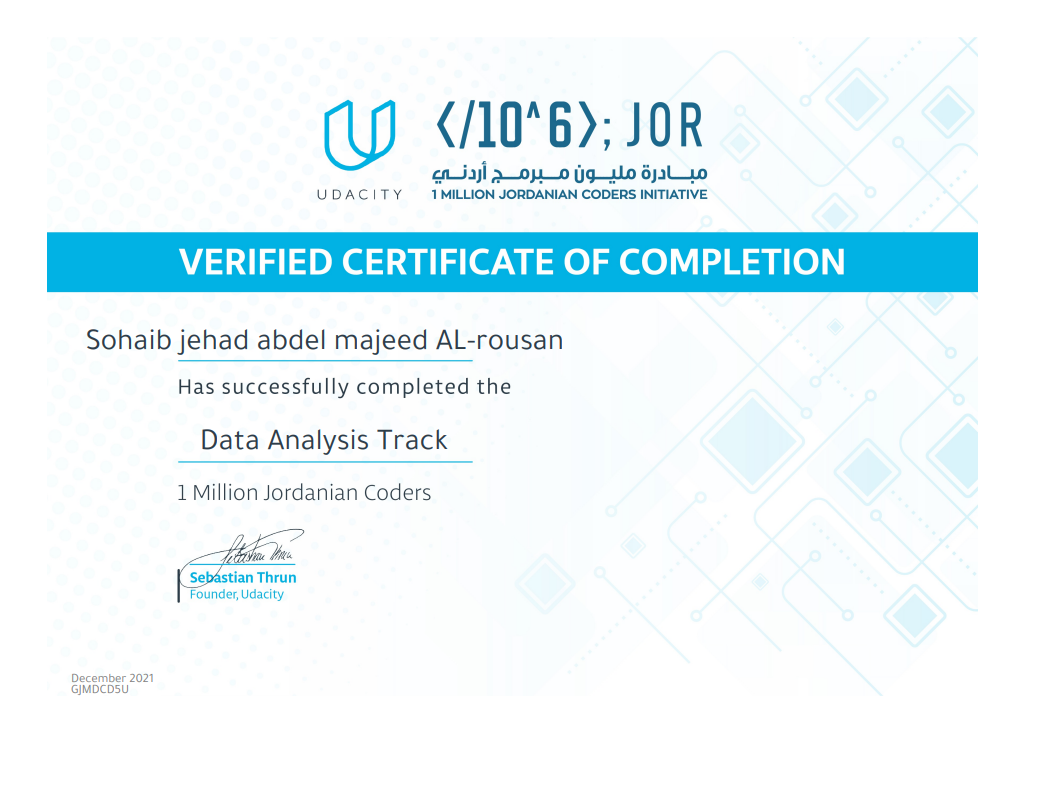 </10^6>; JOR
مبـــادرة مليـــون مـــبرمـــج أردنـــي
UDACITY
1 MILLION JORDANIAN CODERS INITIATIVE
VERIFIED CERTIFICATE OF COMPLETION
Sohaib jehad abdel majeed AL-rousan
Has successfully completed the
Data Analysis Track
1 Million Jordanian Coders
Sebastian Thrun
Sebastian Thrun
Founder, Udacity
December 2021
GJMDCD5U